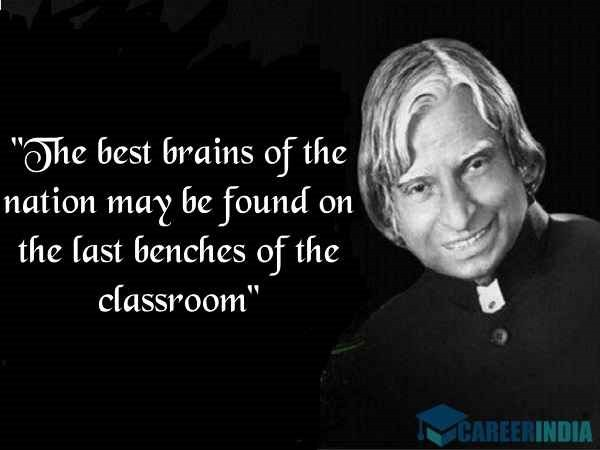 "The best brains of the
nation may be found on
the last benches of the
classroom"
CAREERINDIA